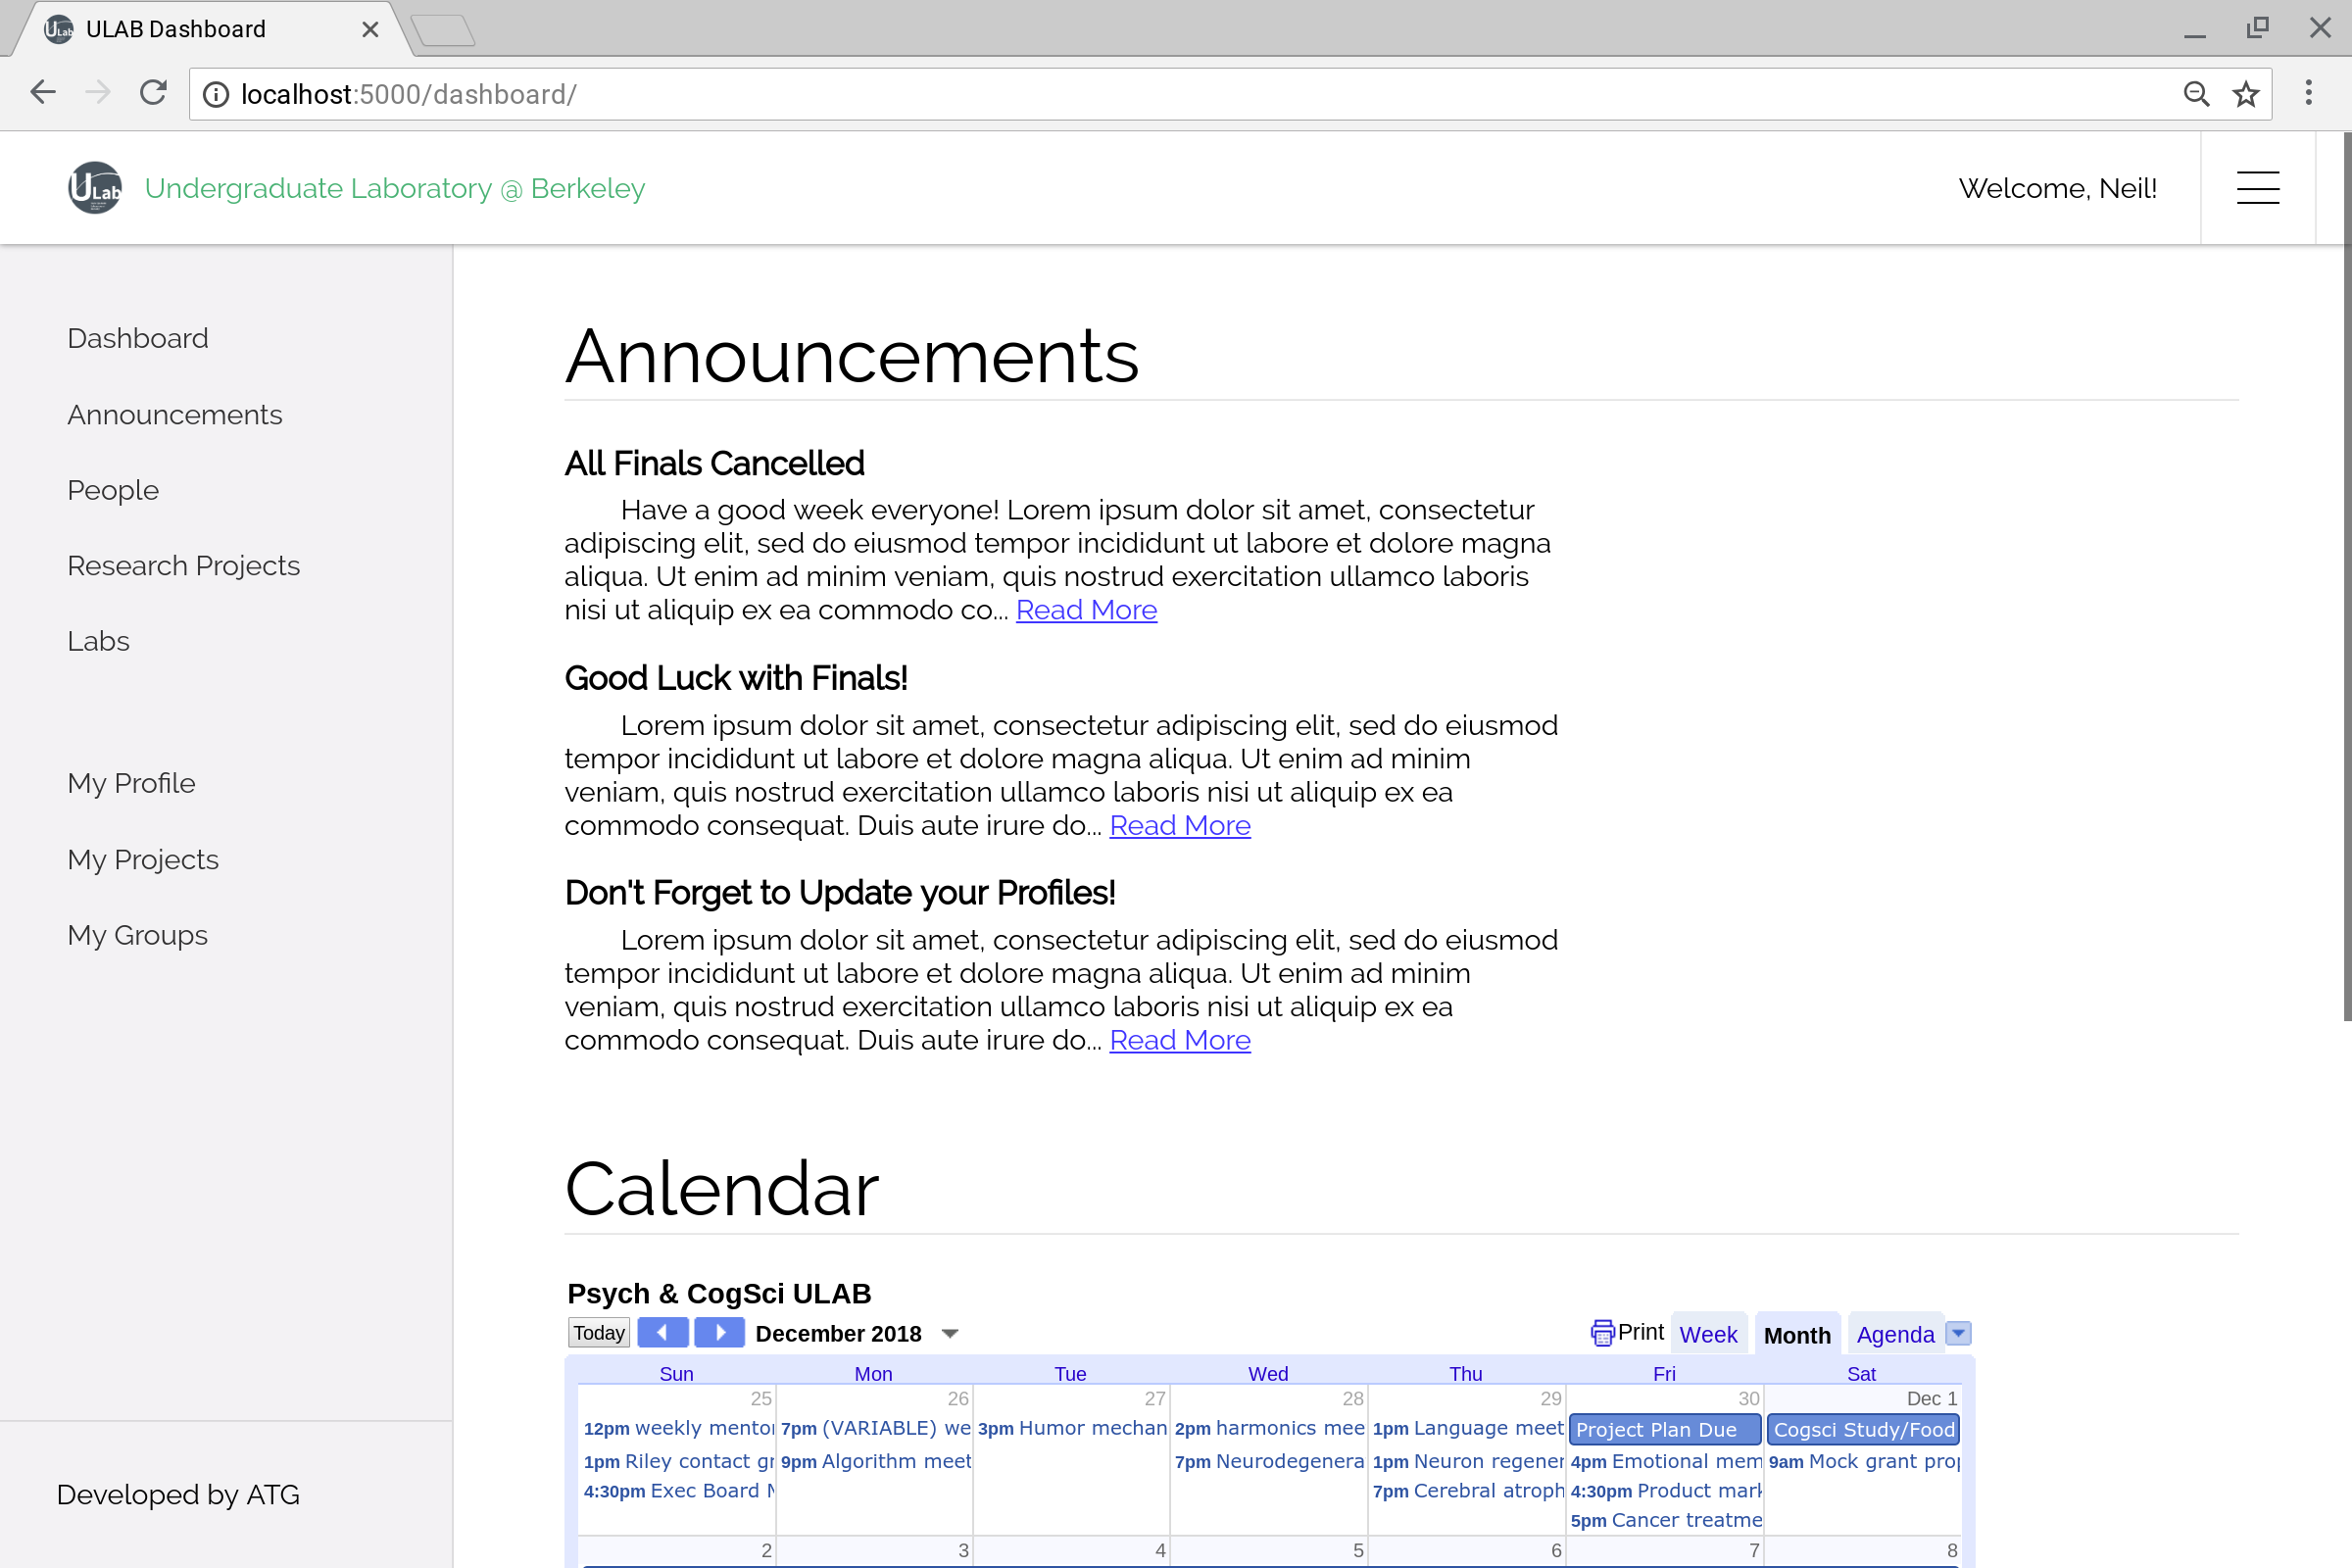 ULAB Dashboard
localhost:5000/dashboard/
ULab
Undergraduate Laboratory @ Berkeley
Welcome, Neil!
Dashboard
Announcements
People
Research Projects
Labs
My Profile
My Projects
My Groups
Developed by ATG
Announcements
All Finals Cancelled
Have a good week everyone! Lorem ipsum dolor sit amet, consectetur
adipiscing elit, sed do eiusmod tempor incididunt ut labore et dolore magna
aliqua. Ut enim ad minim veniam, quis nostrud exercitation ullamco laboris
nisi ut aliquip ex ea commodo co... Read More
Good Luck with Finals!
Lorem ipsum dolor sit amet, consectetur adipiscing elit, sed do eiusmod
tempor incididunt ut labore et dolore magna aliqua. Ut enim ad minim
veniam, quis nostrud exercitation ullamco laboris nisi ut aliquip ex ea
commodo consequat. Duis aute irure do... Read More
Don't Forget to Update your Profiles!
Lorem ipsum dolor sit amet, consectetur adipiscing elit, sed do eiusmod
tempor incididunt ut labore et dolore magna aliqua. Ut enim ad minim
veniam, quis nostrud exercitation ullamco laboris nisi ut aliquip ex ea
commodo consequat. Duis aute irure do... Read More
Calendar
Psych & CogSci ULAB
Today December 2018 Print Week Month Agenda
Sun Mon Tue Wed Thu Fri Sat
25 26 27 28 29 30 Dec 1
12pm weekly mentor 7pm (VARIABLE) we 3pm Humor mechan 2pm harmonics mee 1pm Language meet Project Plan Due Cogsci Study/Food
1pm Riley contact gr 9pm Algorithm meet 7pm Neurodegenera 1pm Neuron regener 4pm Emotional mem 9am Mock grant prop
4:30pm Exec Board M 7pm Cerebral atroph 4:30pm Product mark
5pm Cancer treatme
2 3 4 5 6 7 8